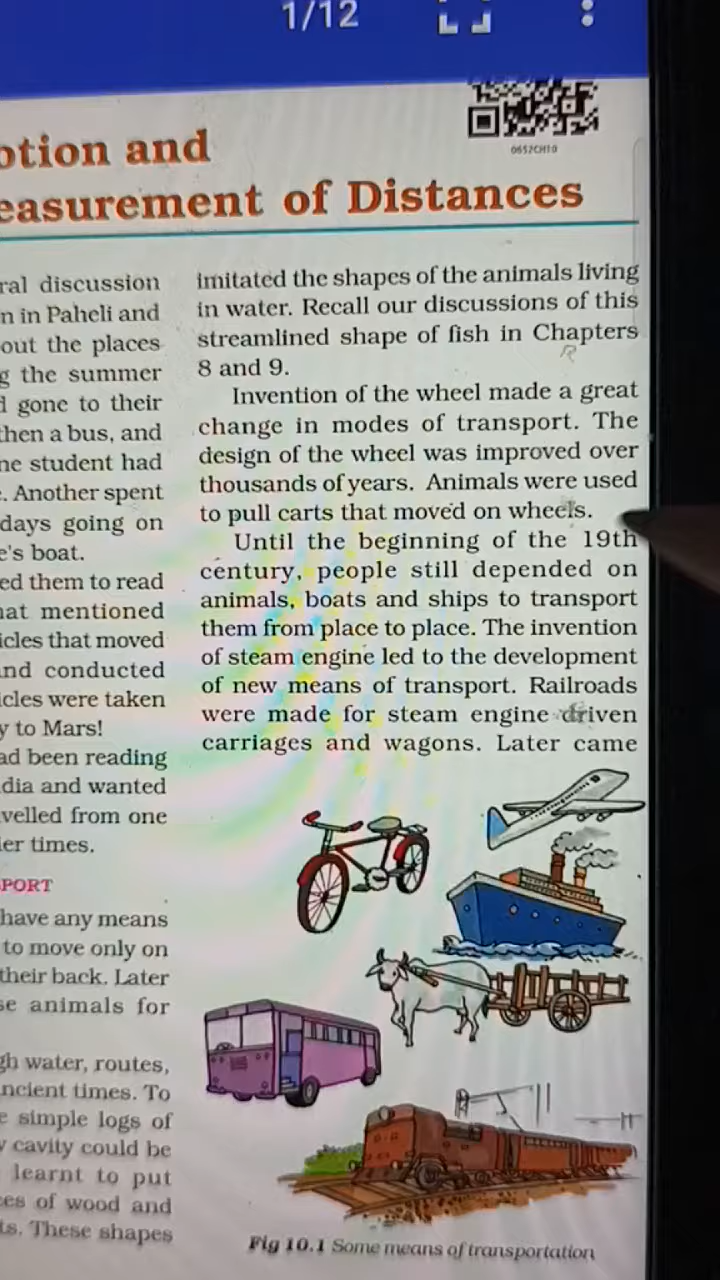 1/12
0652CH10
otion and
easurement of Distances
ral discussion
n in Paheli and
out the places
g the summer
d gone to their
then a bus, and
ne student had
. Another spent
days going on
e's boat.
ed them to read
hat mentioned
icles that moved
and conducted
icles were taken
y to Mars!
ad been reading
dia and wanted
velled from one
ier times.
PORT
have any means
to move only on
their back. Later
se animals for
gh water, routes,
ncient times. To
e simple logs of
y cavity could be
learnt to put
ces of wood and
ts. These shapes
imitated the shapes of the animals living
in water. Recall our discussions of this
streamlined shape of fish in Chapters
8 and 9.
Invention of the wheel made a great
change in modes of transport. The
design of the wheel was improved over
thousands of years. Animals were used
to pull carts that moved on wheels.
Until the beginning of the 19th
century, people still depended on
animals, boats and ships to transport
them from place to place. The invention
of steam engine led to the development
of new means of transport. Railroads
were made for steam engine driven
carriages and wagons. Later came
Fig 10.1 Some means of transportation